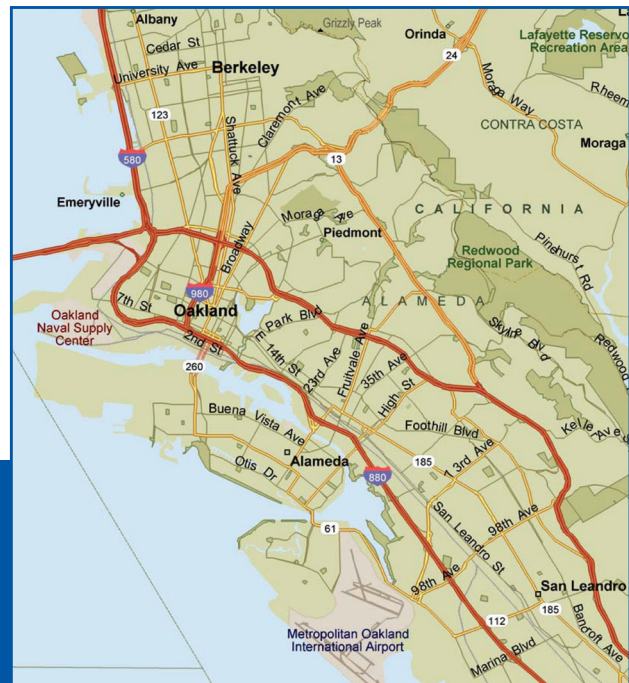 Albany
Grizzly Peak
Orinda
Lafayette Reservo
Recreation Area
Cedar St
University Ave
Berkeley
24
Moraga Way
Rheem
123
Shattuck Ave
Claremont Ave
CONTRA COSTA
Moraga
580
13
Emeryville
Moraga Ave
CALIFORNIA
Piedmont
Broadway
Redwood
Regional Park
Pinehurst Rd
980
ALAMEDA
7th St
Oakland
Oakland
Naval Supply
Center
E Park Blvd
Skyline Blvd
Redwood
2nd St
14th St
23rd Ave
Fruitvale Ave
35th Ave
260
High St
Buena Vista Ave
Foothill Blvd
Alameda
Otis Dr
185
1 3rd Ave
880
San Leandro St
98th Ave
61
98th Ave
San Leandro
185
112
Metropolitan Oakland
International Airport
Bancroft Ave
Marina Blvd